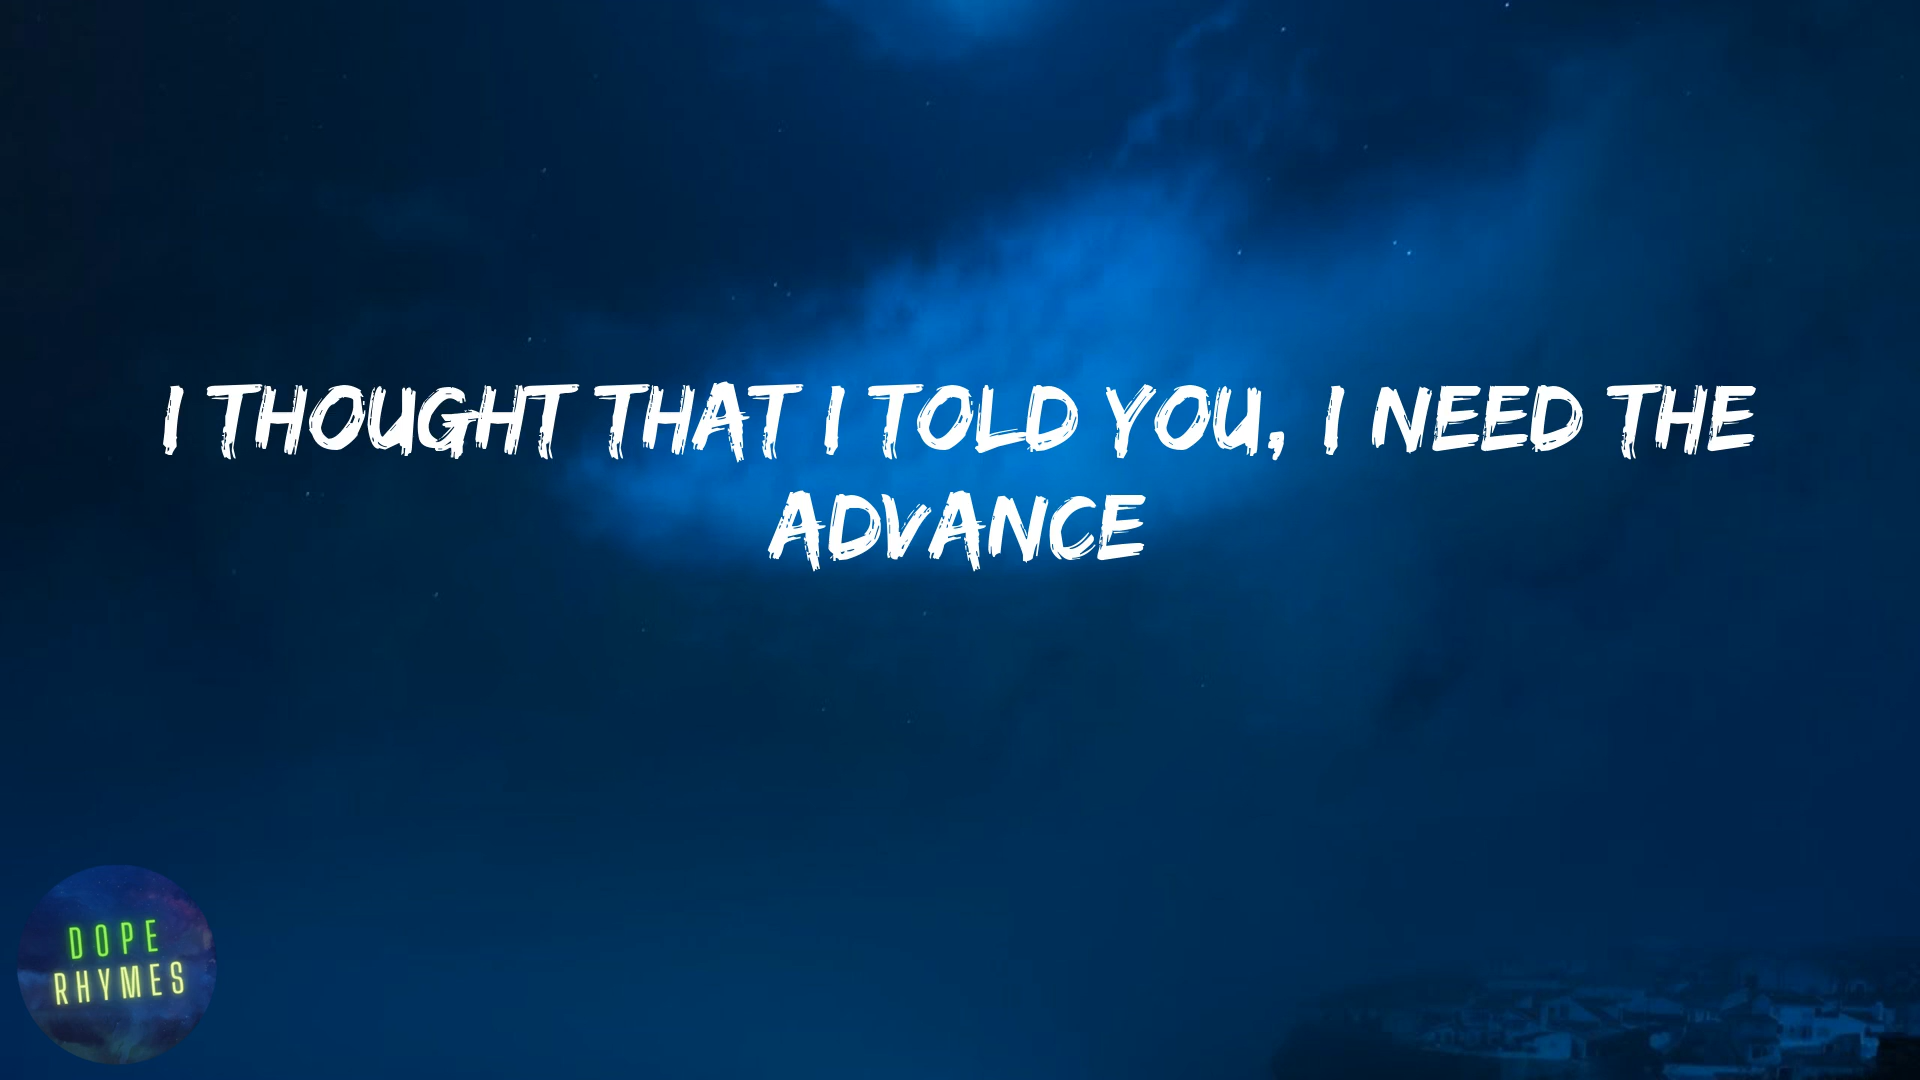 I THOUGHT THAT I TOLD YOU, I NEED THE
ADVANCE
DOPE
RHYMES